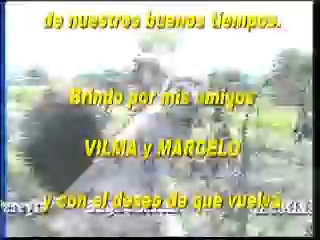 de nuestros buenos tiempos.
Brindo por mis amigos
VILMA y MARCELO
y con el deseo de que vuelva